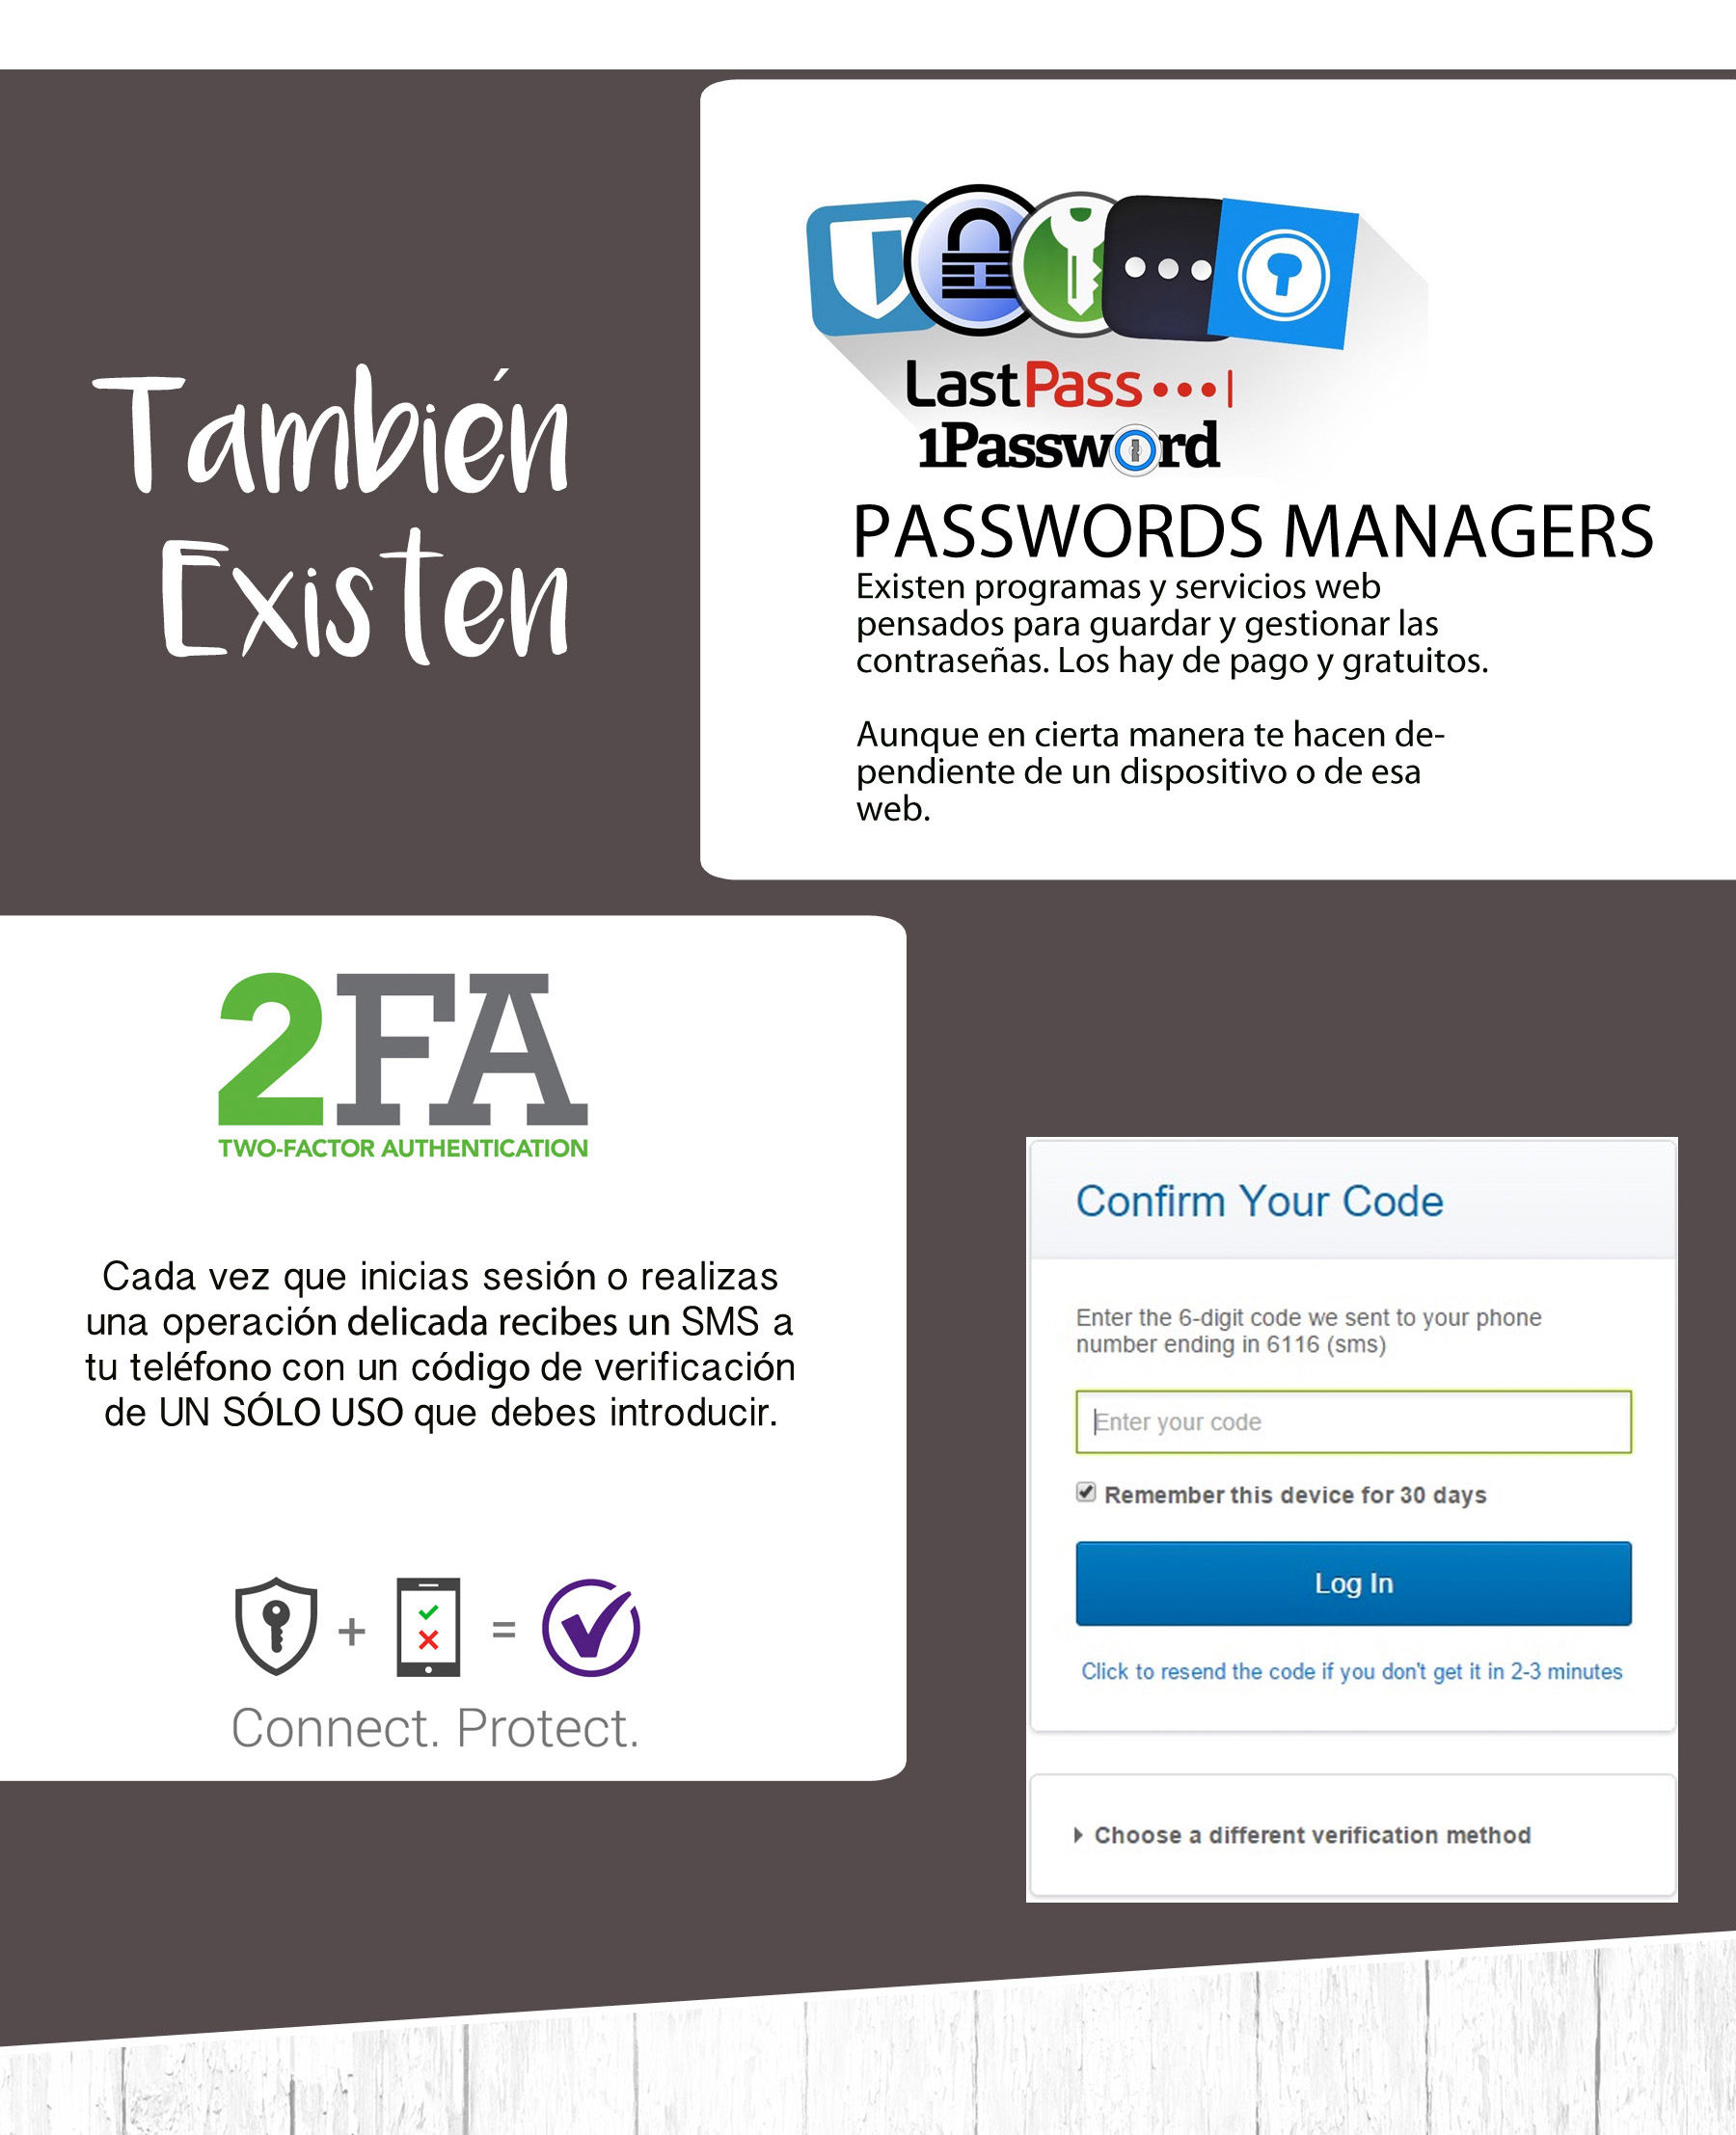 También
Existen
LastPass •••|
1Password
PASSWORDS MANAGERS
Existen programas y servicios web
pensados para guardar y gestionar las
contraseñas. Los hay de pago y gratuitos.
Aunque en cierta manera te hacen de-
pendiente de un dispositivo o de esa
web.
2FA
TWO-FACTOR AUTHENTICATION
Cada vez que inicias sesión o realizas
una operación delicada recibes un SMS a
tu teléfono con un código de verificación
de UN SÓLO USO que debes introducir.
+ =
Connect. Protect.
Confirm Your Code
Enter the 6-digit code we sent to your phone
number ending in 6116 (sms)
Enter your code
Remember this device for 30 days
Log In
Click to resend the code if you don't get it in 2-3 minutes
Choose a different verification method